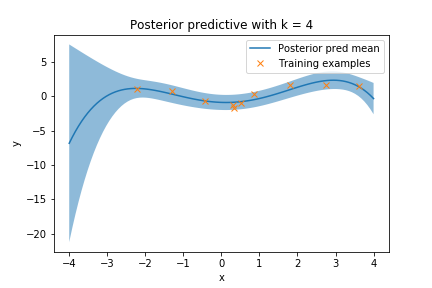 Posterior predictive with k = 4
Posterior pred mean
Training examples
5
0
−5
−10
−15
−20
y
−4 −3 −2 −1 0 1 2 3 4
x